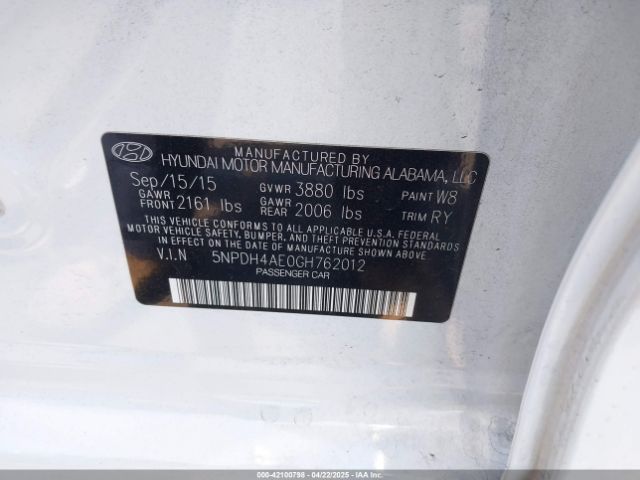 MANUFACTURED BY
HYUNDAI MOTOR MANUFACTURING ALABAMA, LLC
Sep/15/15 GVWR 3880 lbs PAINT W8
GAWR FRONT 2161 lbs GAWR REAR 2006 lbs TRIM RY
THIS VEHICLE CONFORMS TO ALL APPLICABLE U.S.A FEDERAL
MOTOR VEHICLE SAFETY, BUMPER, AND THEFT PREVENTION STANDARDS
IN EFFECT ON THE DATE OF MANUFACTURE SHOWN ABOVE
V.I.N 5NPDH4AE0GH762012
PASSENGER CAR
000-42100798 - 04/22/2025 - IAA Inc.